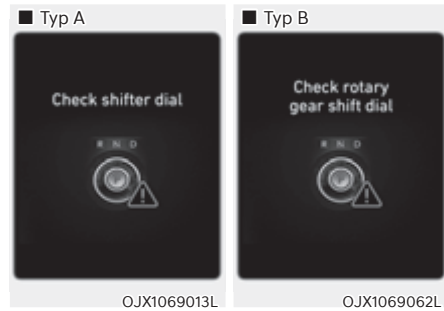 ■ Typ A
Check shifter dial
R N D
OJX1069013L
■ Typ B
Check rotary
gear shift dial
R N D
OJX1069062L